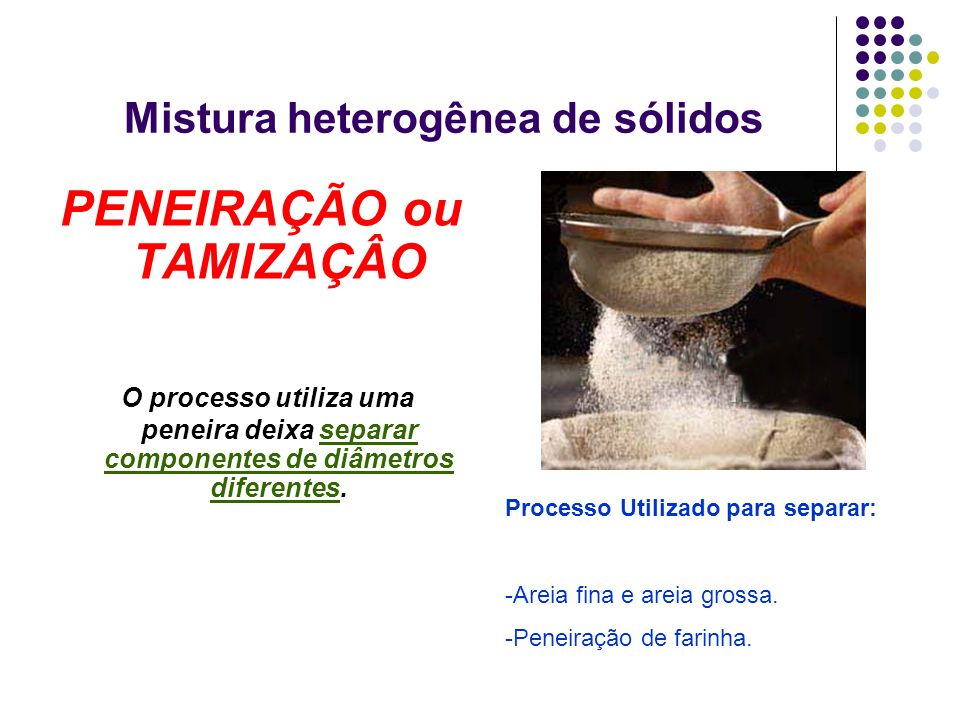 Mistura heterogênea de sólidos
PENEIRAÇÃO ou
TAMIZAÇÂO
O processo utiliza uma
peneira deixa separar
componentes de diâmetros
diferentes.
Processo Utilizado para separar:
-Areia fina e areia grossa.
-Peneiração de farinha.